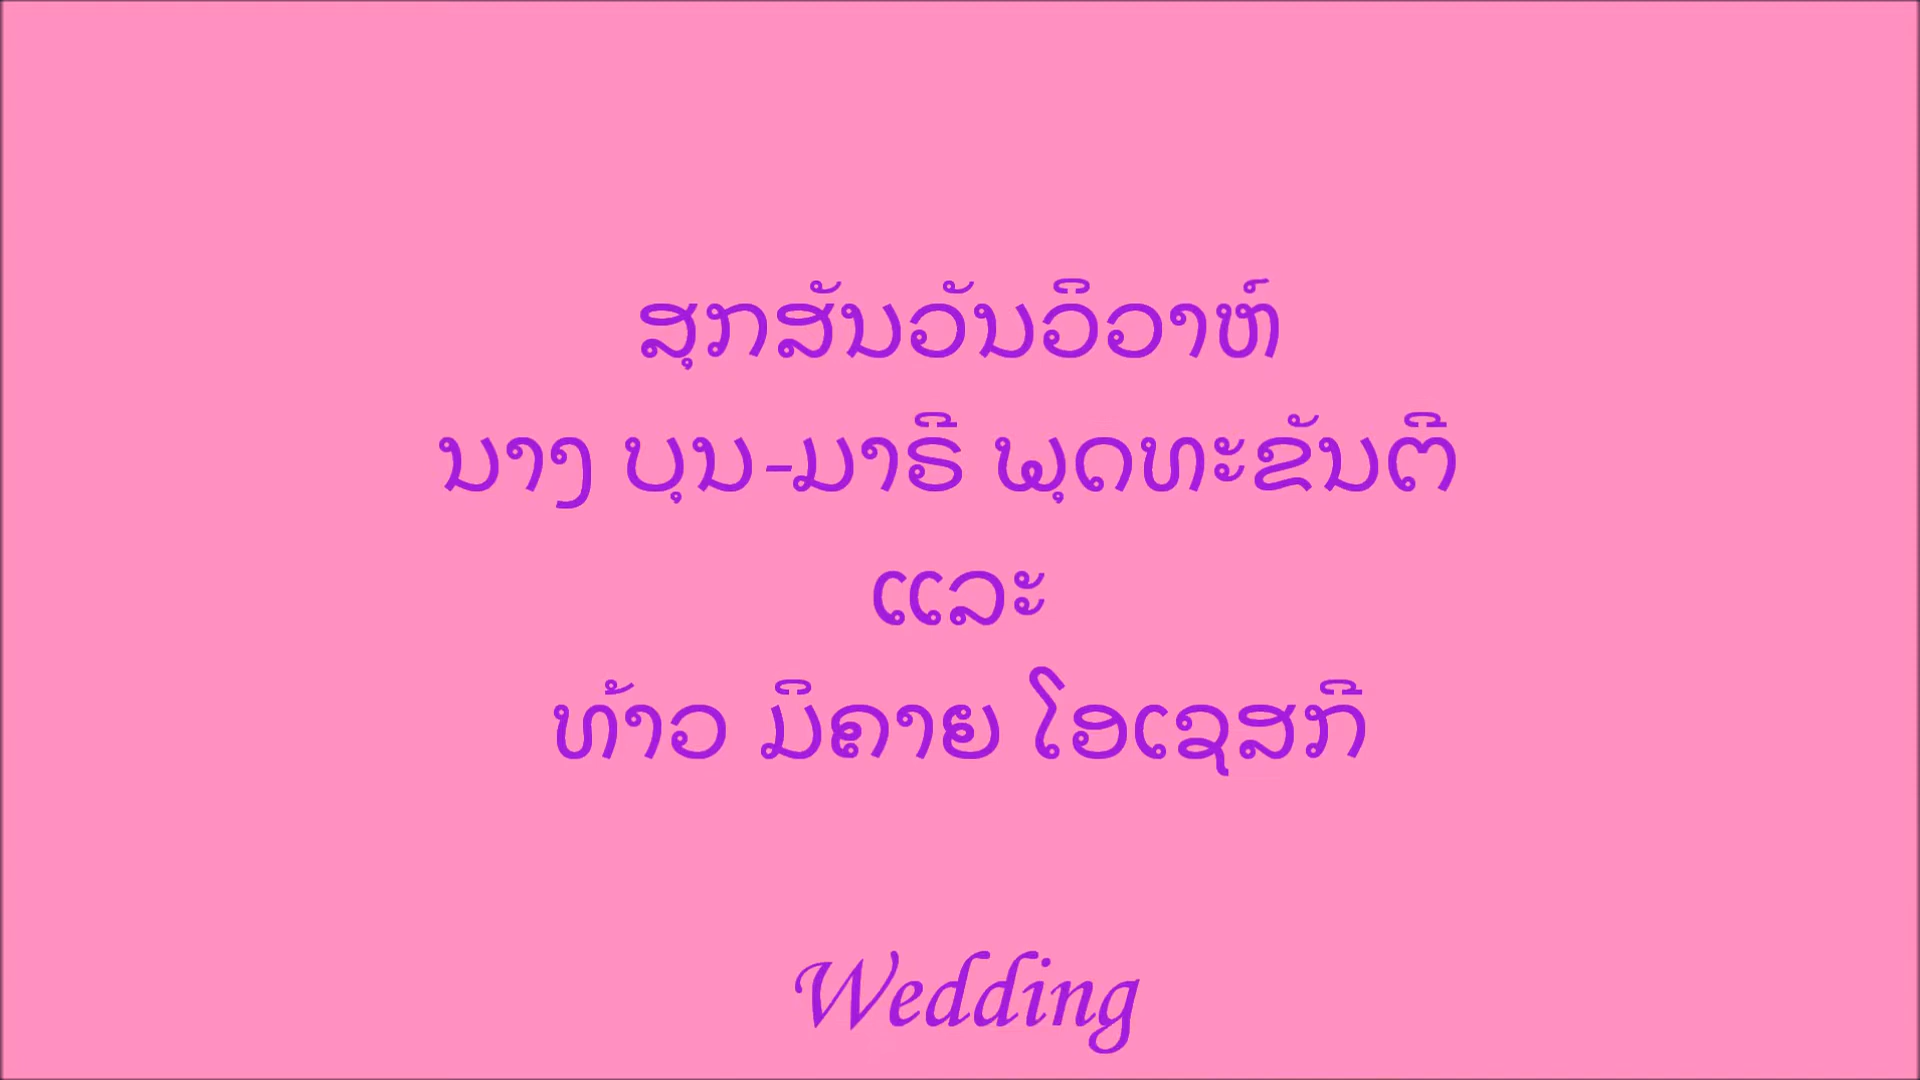 ສຸກສັນວັນວິວາຫ໌
ນາງ ບຸນ-ມາຣີ ພຸດທະຂັນຕີ
ແລະ
ທ້າວ ມິຄາຍ ໂອເຊສກີ
Wedding